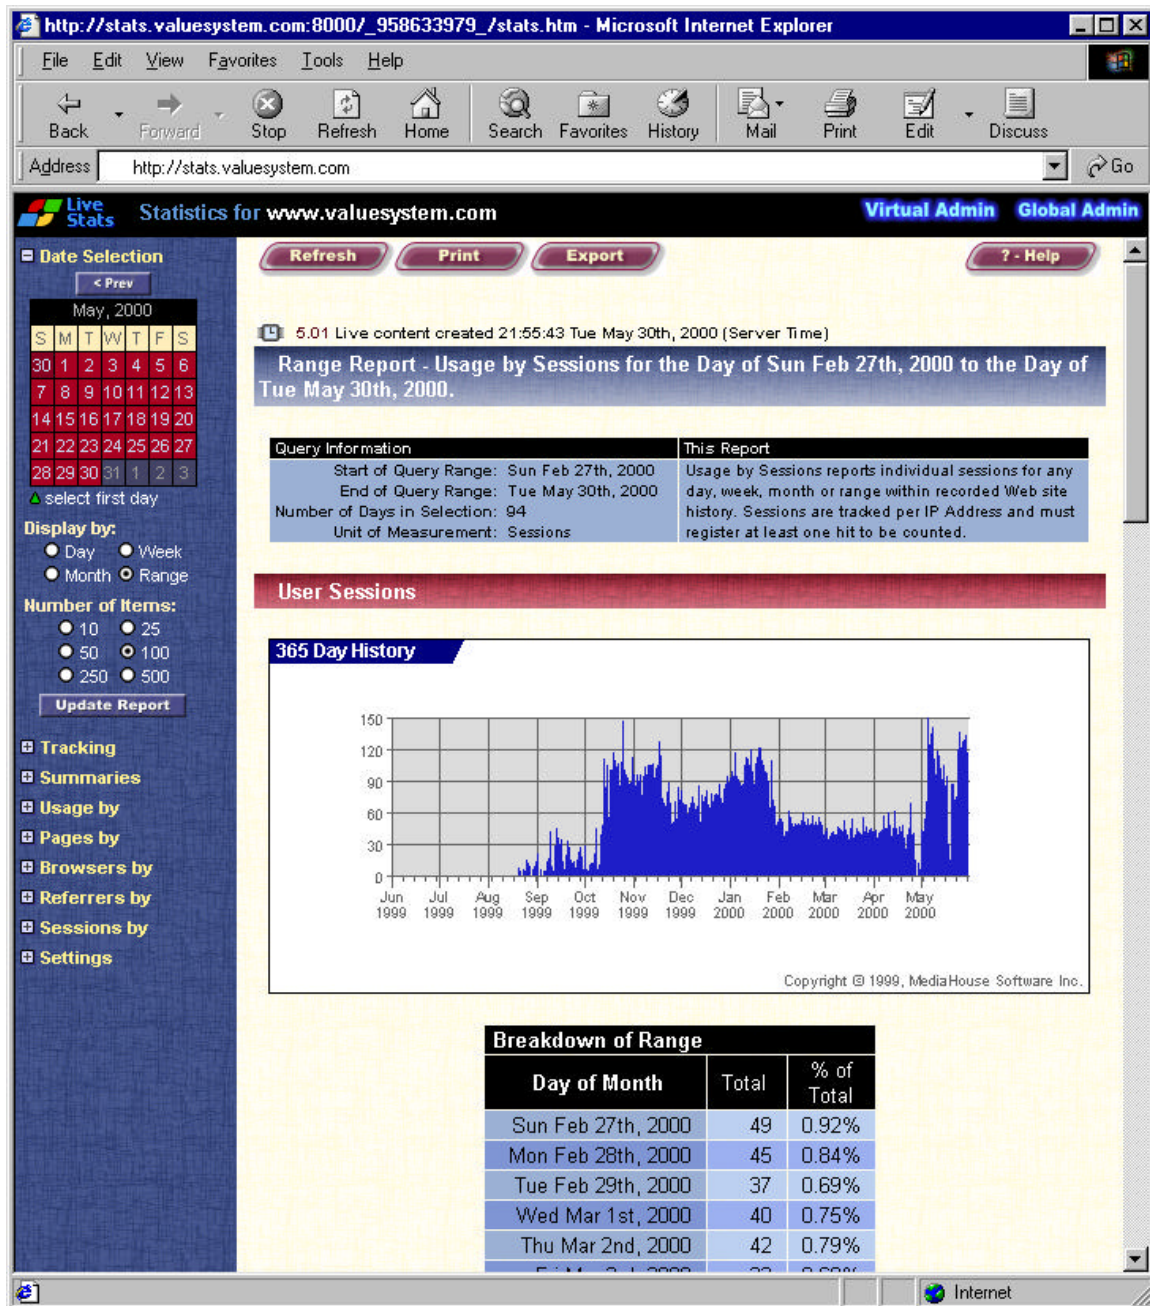 http://stats.valuesystem.com:8000/_958633979_/stats.htm - Microsoft Internet Explorer
File Edit View Favorites Tools Help
Back Forward Stop Refresh Home Search Favorites History Mail Print Edit Discuss
Address http://stats.valuesystem.com Go
Live Stats Statistics for www.valuesystem.com Virtual Admin Global Admin
Date Selection
< Prev
May, 2000
S M T W T F S
30 1 2 3 4 5 6
7 8 9 10 11 12 13
14 15 16 17 18 19 20
21 22 23 24 25 26 27
28 29 30 31 1 2 3
select first day
Display by:
Day Week
Month Range
Number of Items:
10 25
50 100
250 500
Update Report
Tracking
Summaries
Usage by
Pages by
Browsers by
Referrers by
Sessions by
Settings
Refresh Print Export ? - Help
5.01 Live content created 21:55:43 Tue May 30th, 2000 (Server Time)
Range Report - Usage by Sessions for the Day of Sun Feb 27th, 2000 to the Day of
Tue May 30th, 2000.
Query Information
Start of Query Range: Sun Feb 27th, 2000
End of Query Range: Tue May 30th, 2000
Number of Days in Selection: 94
Unit of Measurement: Sessions
This Report
Usage by Sessions reports individual sessions for any
day, week, month or range within recorded Web site
history. Sessions are tracked per IP Address and must
register at least one hit to be counted.
User Sessions
365 Day History
150
120
90
60
30
0
Jun Jul Aug Sep Oct Nov Dec Jan Feb Mar Apr May
1999 1999 1999 1999 1999 1999 1999 2000 2000 2000 2000 2000
Copyright © 1999, MediaHouse Software Inc.
Breakdown of Range
Day of Month Total % of Total
Sun Feb 27th, 2000 49 0.92%
Mon Feb 28th, 2000 45 0.84%
Tue Feb 29th, 2000 37 0.69%
Wed Mar 1st, 2000 40 0.75%
Thu Mar 2nd, 2000 42 0.79%
Internet